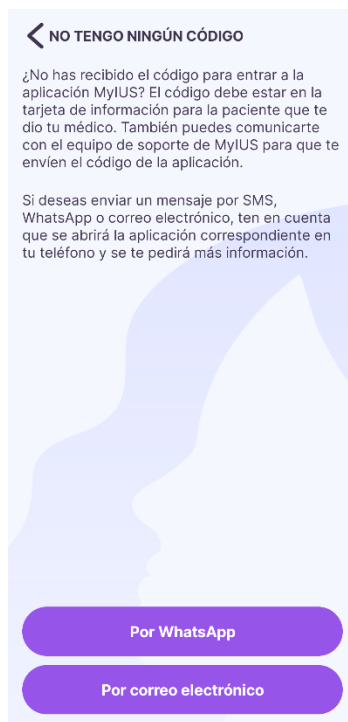 NO TENGO NINGÚN CÓDIGO
¿No has recibido el código para entrar a la
aplicación MyIUS? El código debe estar en la
tarjeta de información para la paciente que te
dio tu médico. También puedes comunicarte
con el equipo de soporte de MyIUS para que te
envíen el código de la aplicación.
Si deseas enviar un mensaje por SMS,
WhatsApp o correo electrónico, ten en cuenta
que se abrirá la aplicación correspondiente en
tu teléfono y se te pedirá más información.
Por WhatsApp
Por correo electrónico